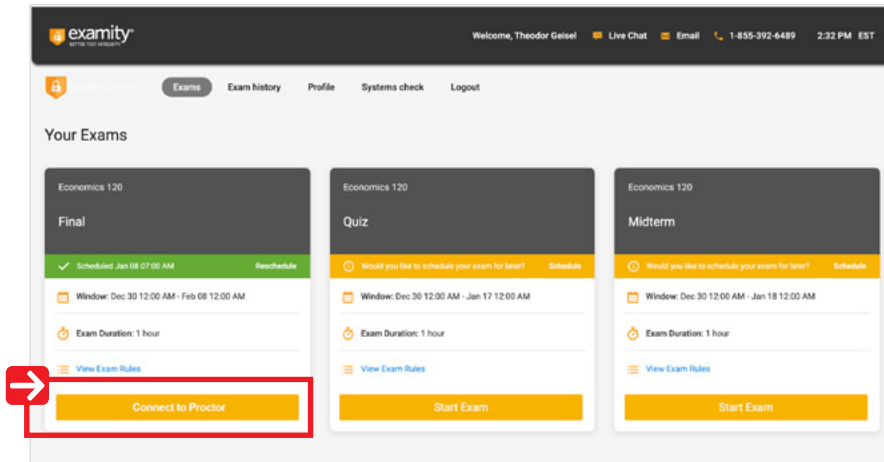 examity
BETTER TEST INTEGRITY
Welcome, Theodor Geisel Live Chat Email 1-855-392-6489 2:32 PM EST
Exams Exam history Profile Systems check Logout
Your Exams
Economics 120
Final
Scheduled Jan 08 07:00 AM Reschedule
Window: Dec 30 12:00 AM - Feb 08 12:00 AM
Exam Duration: 1 hour
View Exam Rules
Connect to Proctor
Economics 120
Quiz
Would you like to schedule your exam for later? Schedule
Window: Dec 30 12:00 AM - Jan 17 12:00 AM
Exam Duration: 1 hour
View Exam Rules
Start Exam
Economics 120
Midterm
Would you like to schedule your exam for later? Schedule
Window: Dec 30 12:00 AM - Jan 18 12:00 AM
Exam Duration: 1 hour
View Exam Rules
Start Exam